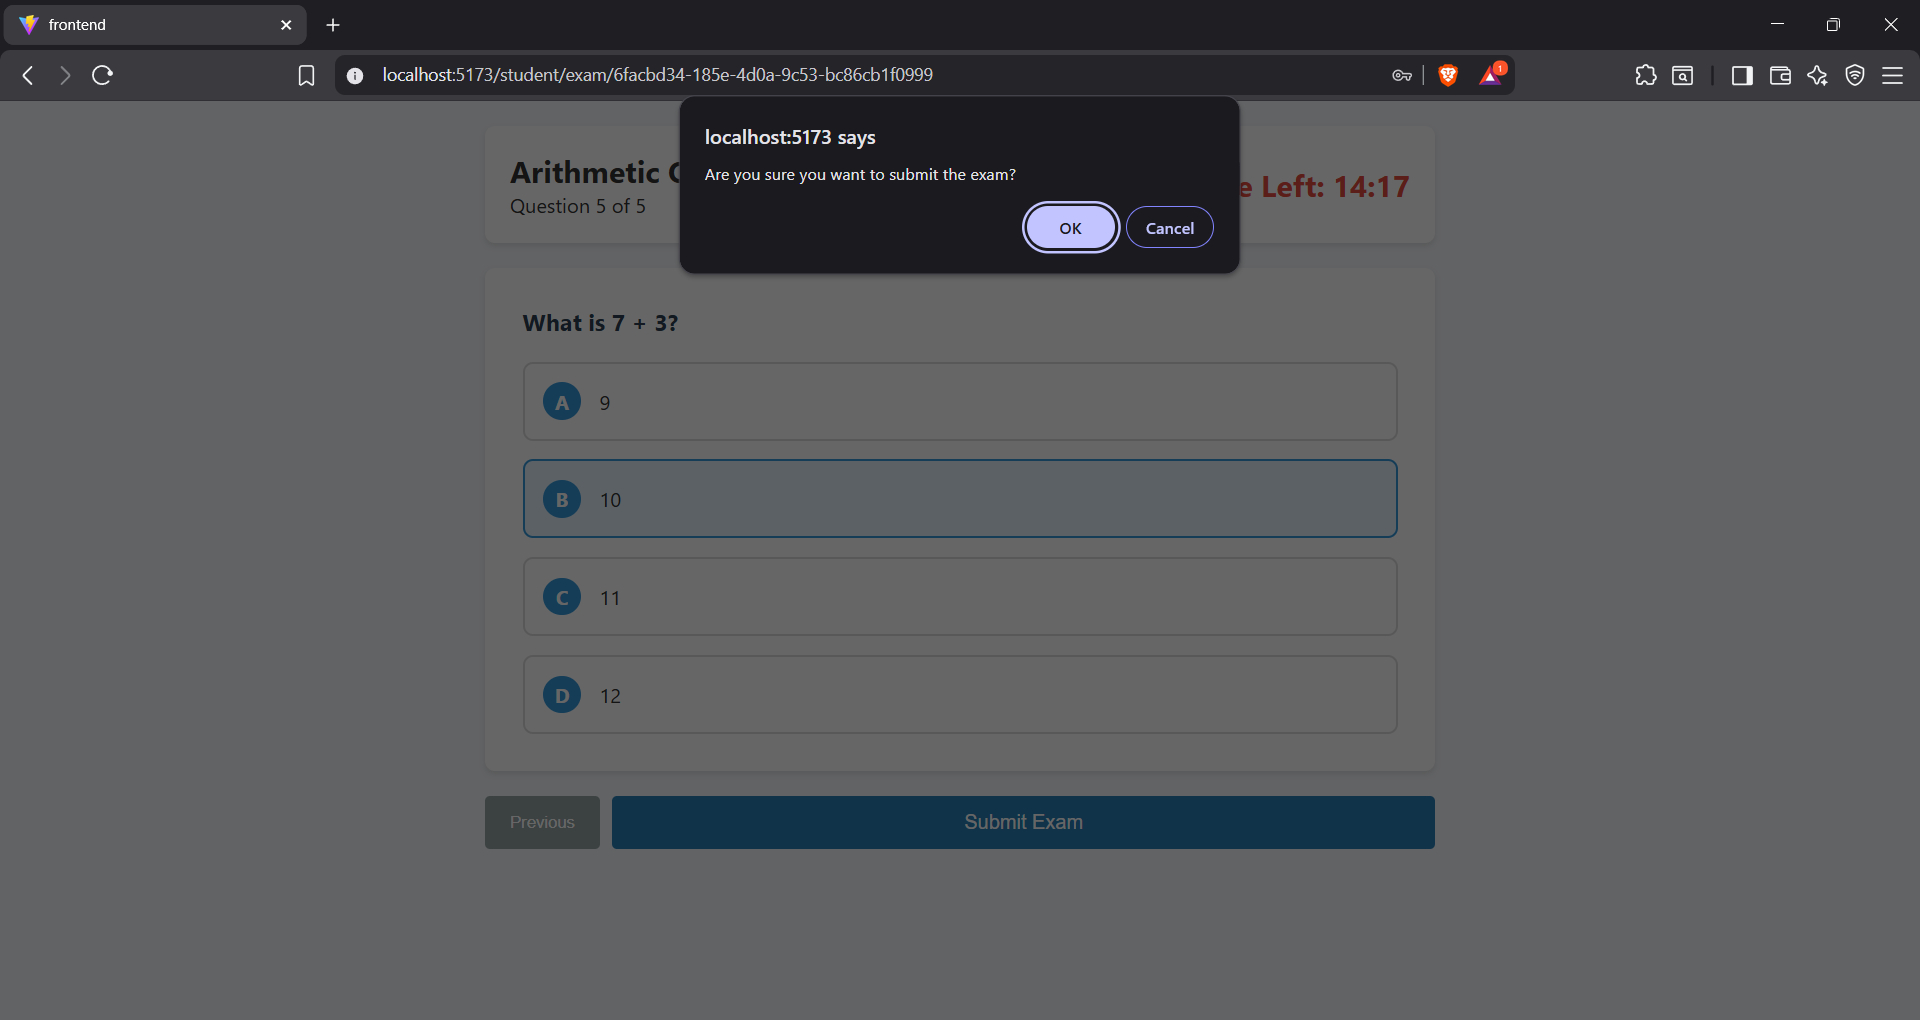 frontend
localhost:5173/student/exam/6facbd34-185e-4d0a-9c53-bc86cb1f0999
1
localhost:5173 says
Are you sure you want to submit the exam?
OK
Cancel
Arithmetic
Left: 14:17
Question 5 of 5
What is 7 + 3?
A 9
B 10
C 11
D 12
Previous
Submit Exam